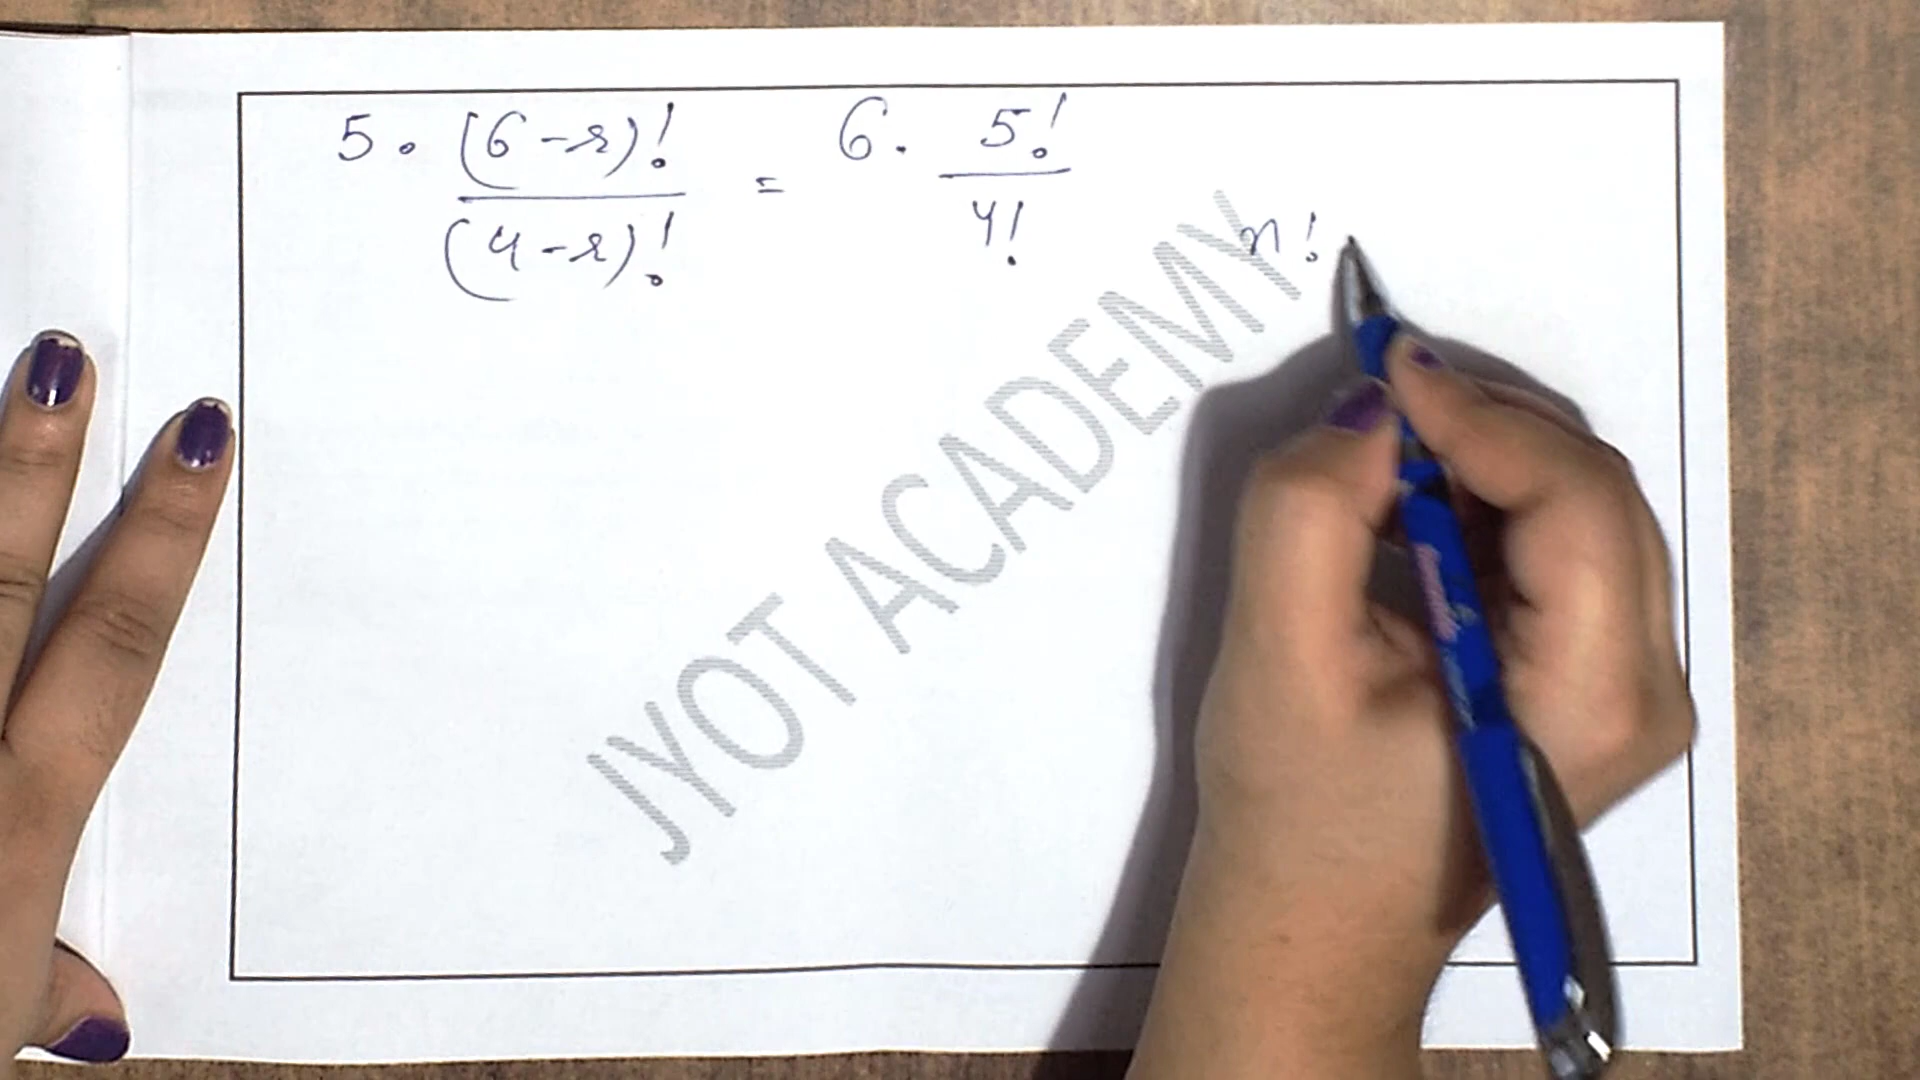 5 . (6-r)! / (4-r)! = 6 . 5! / 4!
n!
JYOT ACADEMY